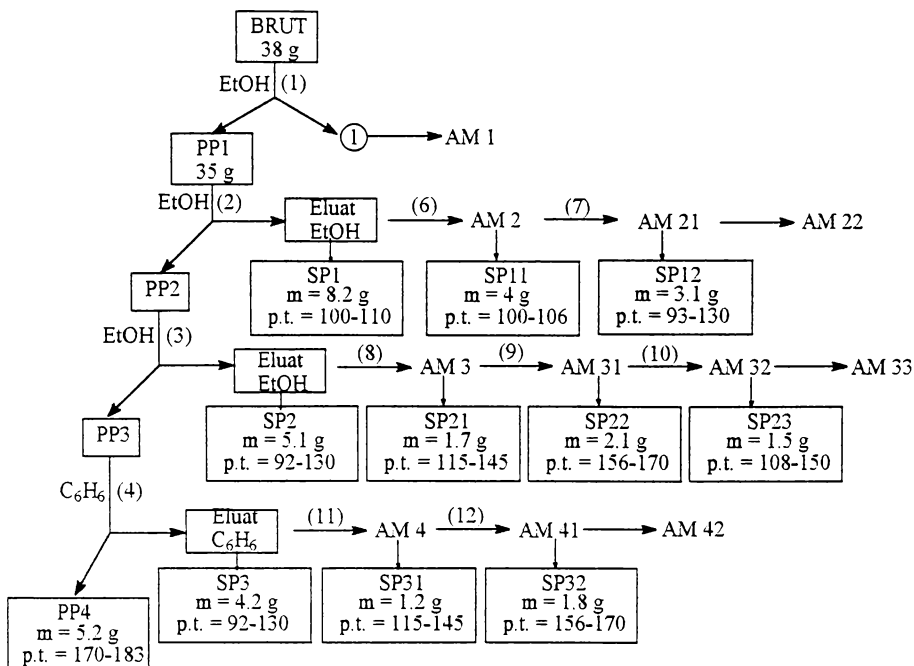 BRUT
38 g
EtOH (1)
1 AM 1
PP1
35 g
EtOH (2)
Eluat
EtOH
(6) AM 2 (7) AM 21 AM 22
SP1
m = 8.2 g
p.t. = 100-110
SP11
m = 4 g
p.t. = 100-106
SP12
m = 3.1 g
p.t. = 93-130
PP2
EtOH (3)
Eluat
EtOH
(8) AM 3 (9) AM 31 (10) AM 32 AM 33
SP2
m = 5.1 g
p.t. = 92-130
SP21
m = 1.7 g
p.t. = 115-145
SP22
m = 2.1 g
p.t. = 156-170
SP23
m = 1.5 g
p.t. = 108-150
PP3
C₆H₆ (4)
Eluat
C₆H₆
(11) AM 4 (12) AM 41 AM 42
SP3
m = 4.2 g
p.t. = 92-130
SP31
m = 1.2 g
p.t. = 115-145
SP32
m = 1.8 g
p.t. = 156-170
PP4
m = 5.2 g
p.t. = 170-183